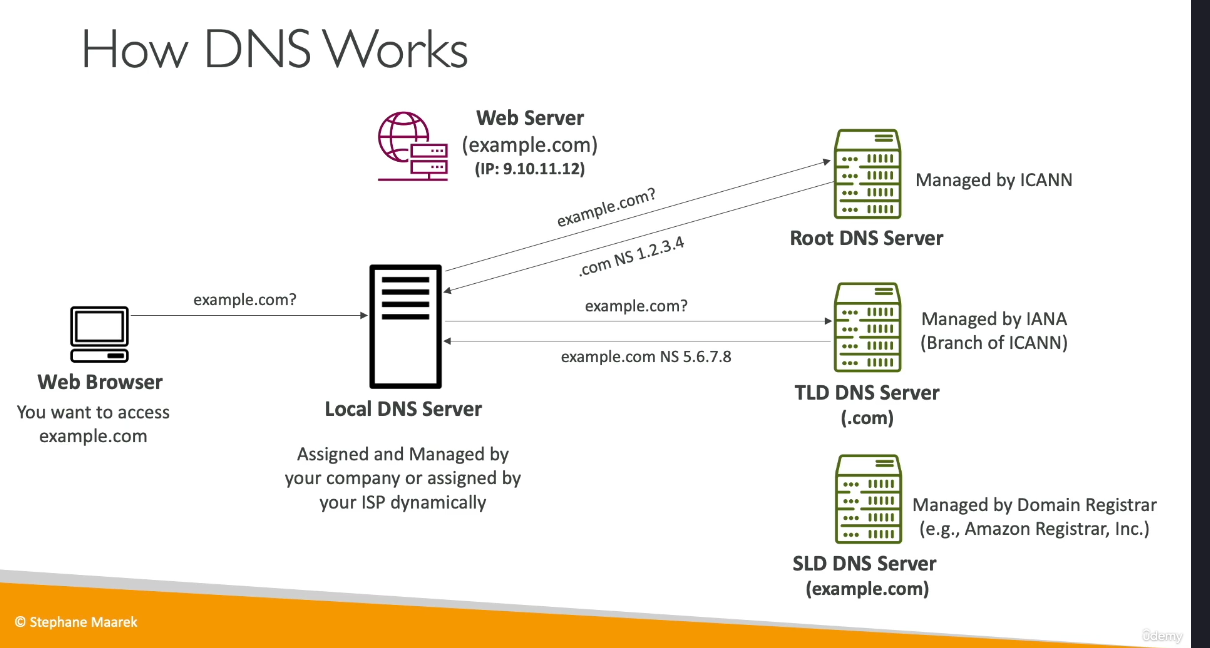 How DNS Works
Web Server
(example.com)
(IP: 9.10.11.12)
example.com?
.com NS 1.2.3.4
Managed by ICANN
Root DNS Server
example.com?
example.com?
example.com NS 5.6.7.8
Managed by IANA
(Branch of ICANN)
Web Browser
You want to access
example.com
Local DNS Server
Assigned and Managed by
your company or assigned by
your ISP dynamically
TLD DNS Server
(.com)
Managed by Domain Registrar
(e.g., Amazon Registrar, Inc.)
SLD DNS Server
(example.com)
© Stephane Maarek
ûdemy